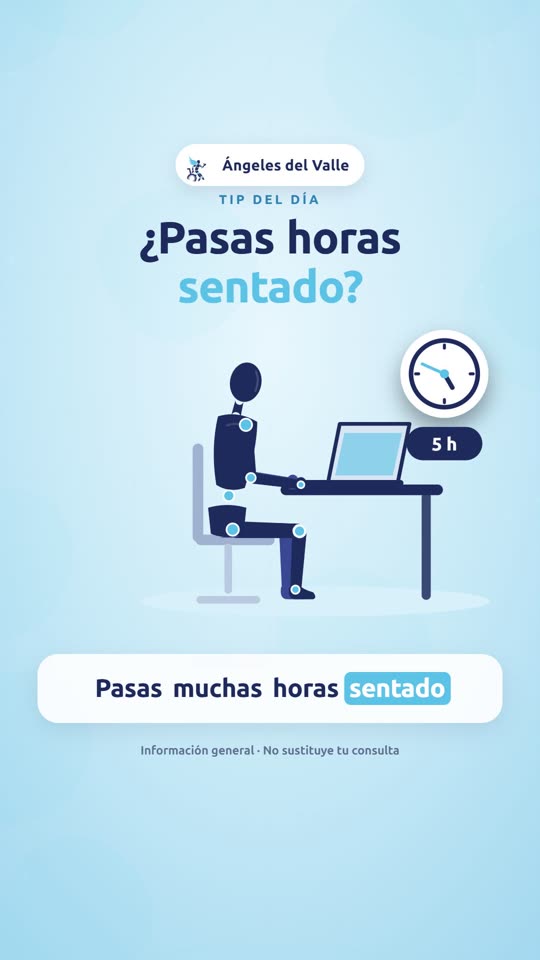 Ángeles del Valle
TIP DEL DÍA
¿Pasas horas
sentado?
5 h
Pasas muchas horas sentado
Información general · No sustituye tu consulta